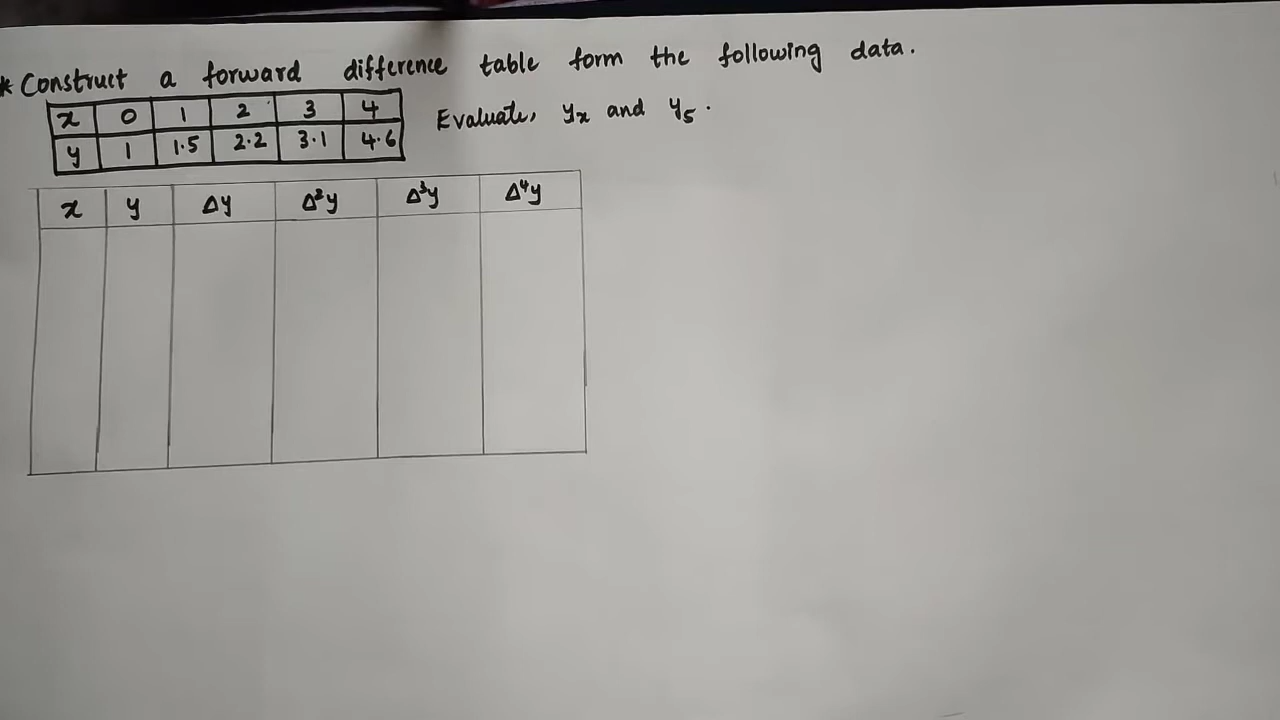 * Construct a forward difference table form the following data.
x 0 1 2 3 4
y 1 1.5 2.2 3.1 4.6
Evaluate, yₓ and y₅.
x y Δy Δ²y Δ³y Δ⁴y